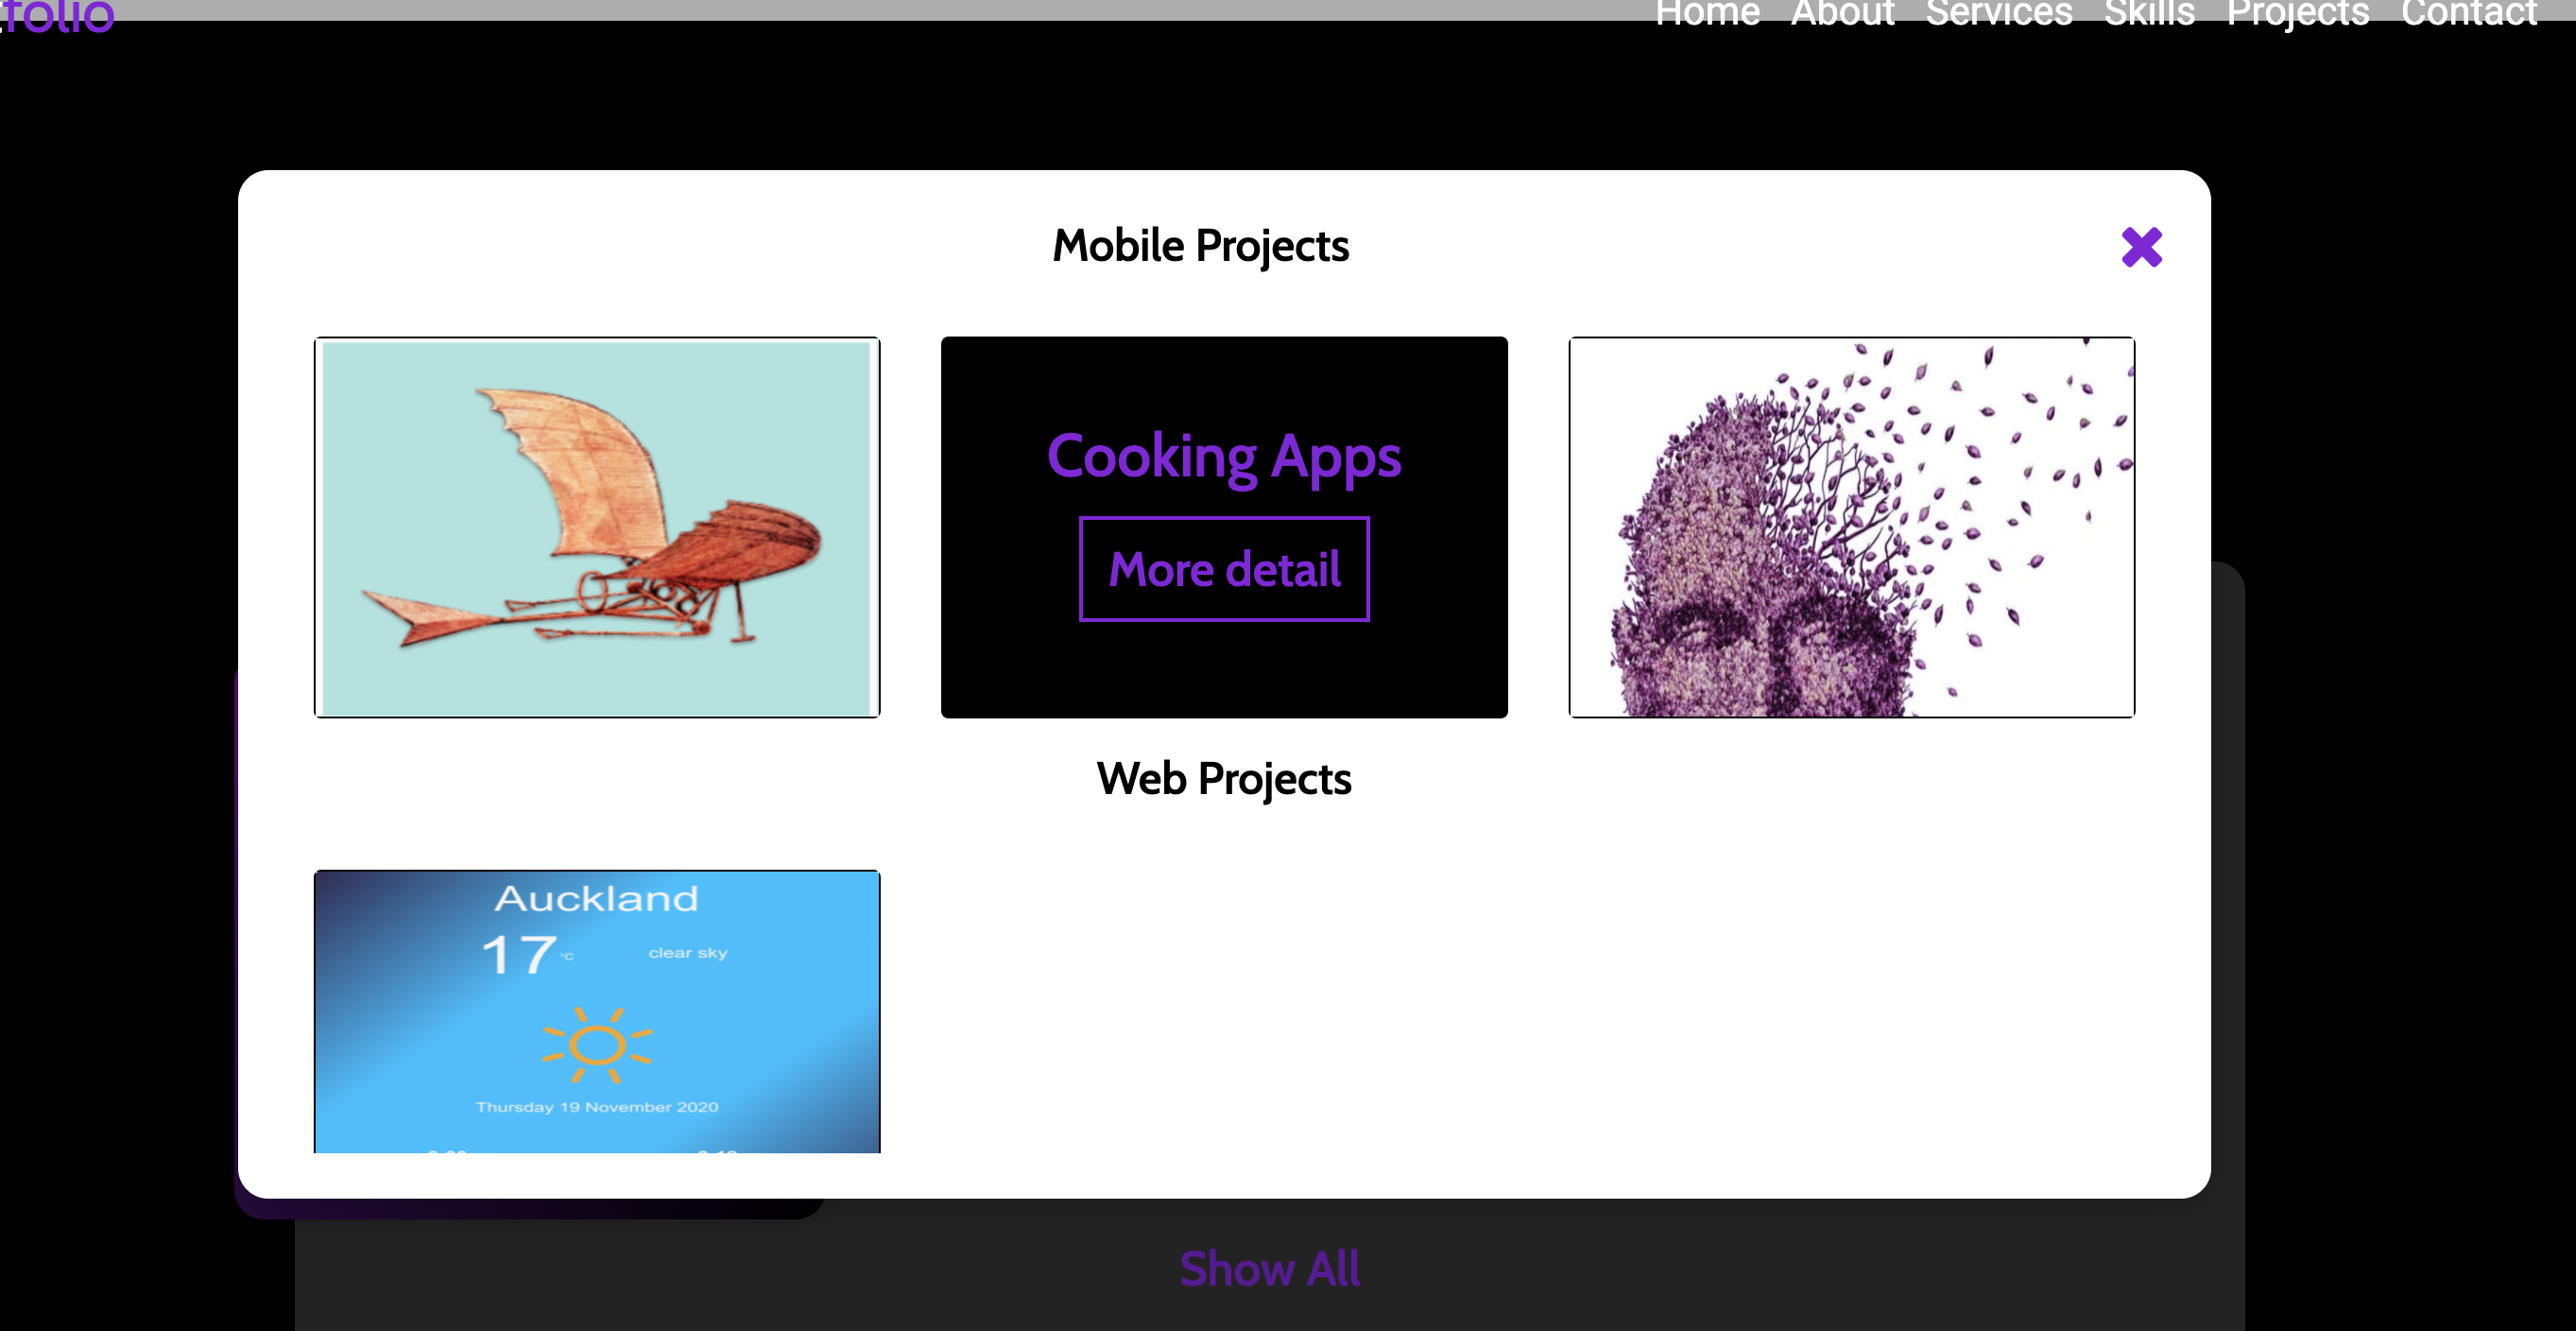 folio Home About Services Skills Projects Contact
Mobile Projects
Cooking Apps
More detail
Web Projects
Auckland
17 °C clear sky
Thursday 19 November 2020
Show All